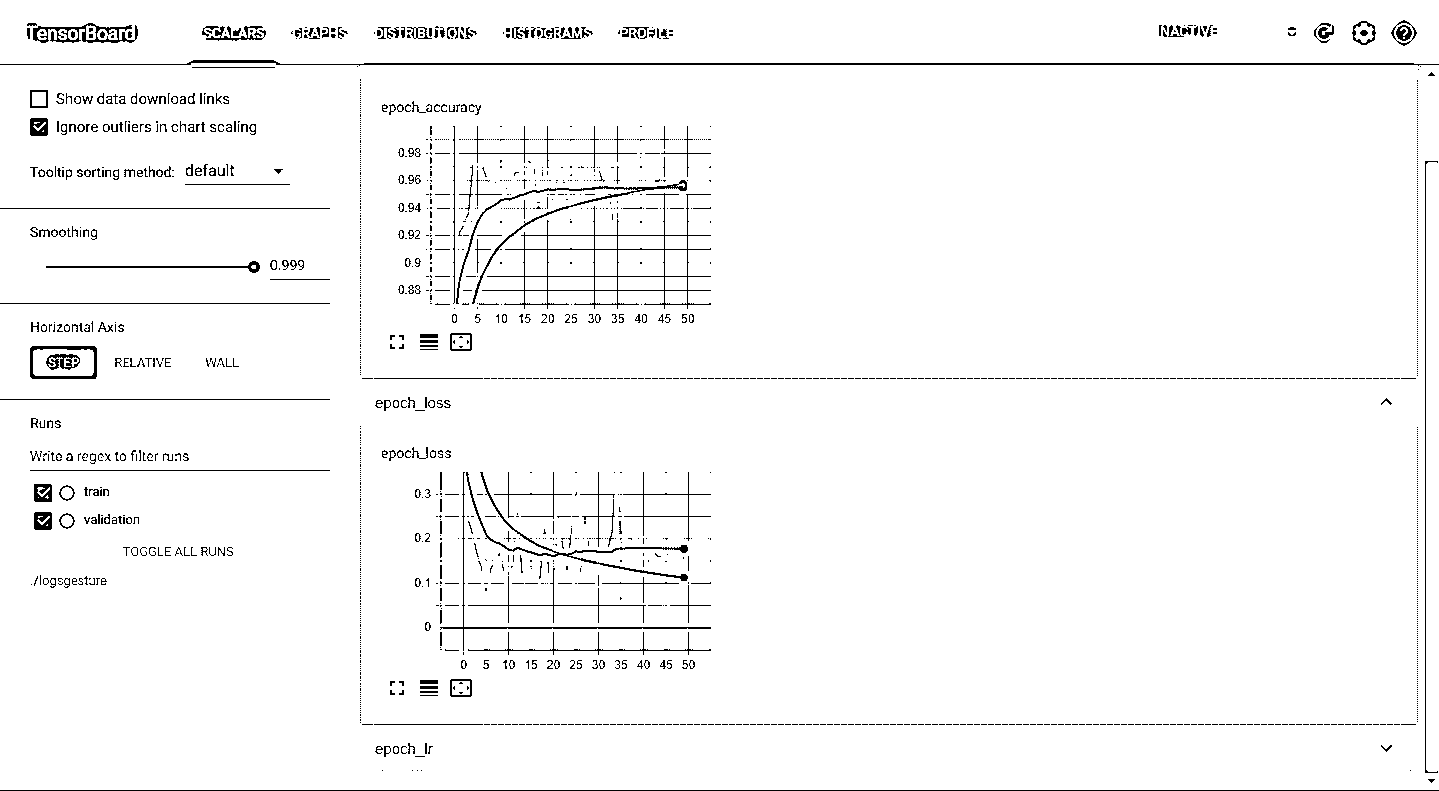 TensorBoard SCALARS GRAPHS DISTRIBUTIONS HISTOGRAMS PROFILE INACTIVE
Show data download links
Ignore outliers in chart scaling
Tooltip sorting method: default
Smoothing
0.999
Horizontal Axis
STEP RELATIVE WALL
Runs
Write a regex to filter runs
train
validation
TOGGLE ALL RUNS
./logsgesture
epoch_accuracy
0.98
0.96
0.94
0.92
0.9
0.88
0 5 10 15 20 25 30 35 40 45 50
epoch_loss
epoch_loss
0.3
0.2
0.1
0
0 5 10 15 20 25 30 35 40 45 50
epoch_lr